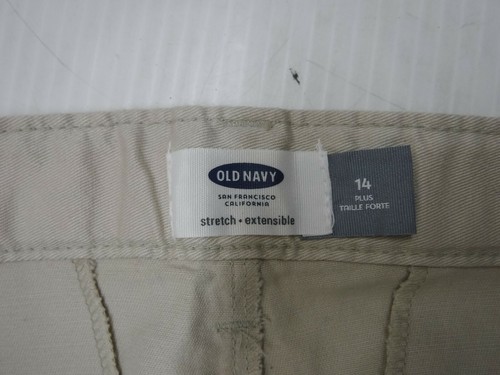 OLD NAVY
SAN FRANCISCO
CALIFORNIA
stretch • extensible
14
PLUS
TAILLE FORTE